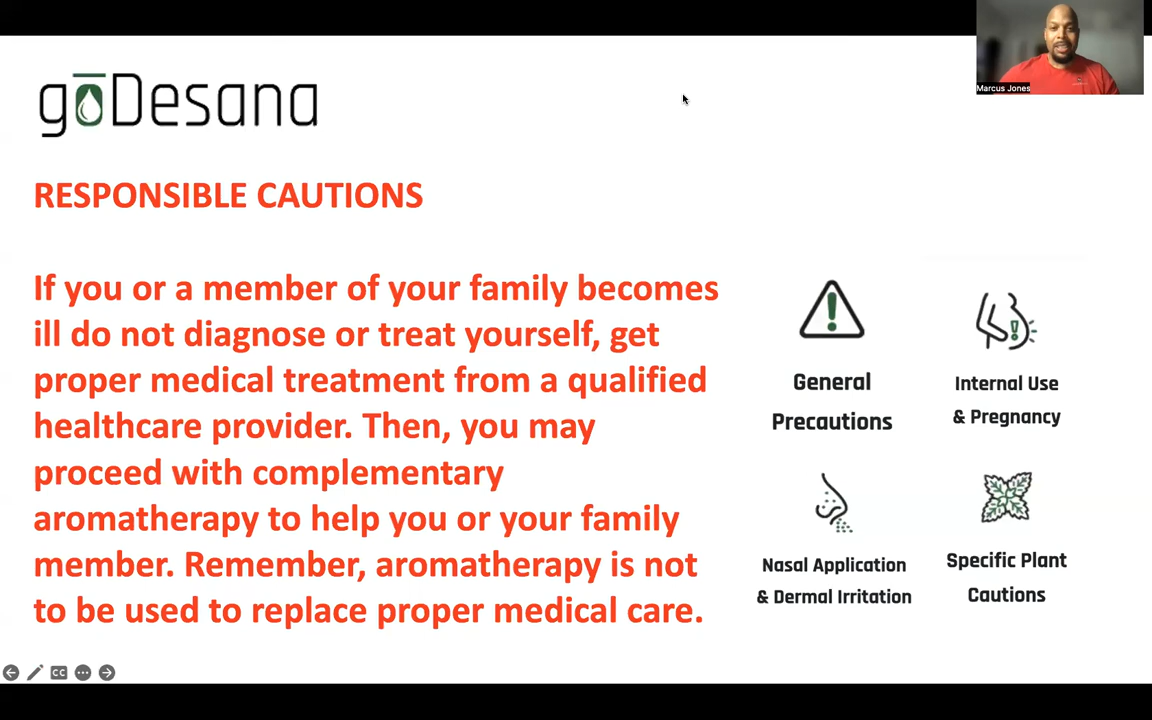 gōDesana
Marcus Jones
RESPONSIBLE CAUTIONS
If you or a member of your family becomes
ill do not diagnose or treat yourself, get
proper medical treatment from a qualified
healthcare provider. Then, you may
proceed with complementary
aromatherapy to help you or your family
member. Remember, aromatherapy is not
to be used to replace proper medical care.
General
Precautions
Internal Use
& Pregnancy
Nasal Application
& Dermal Irritation
Specific Plant
Cautions
CC